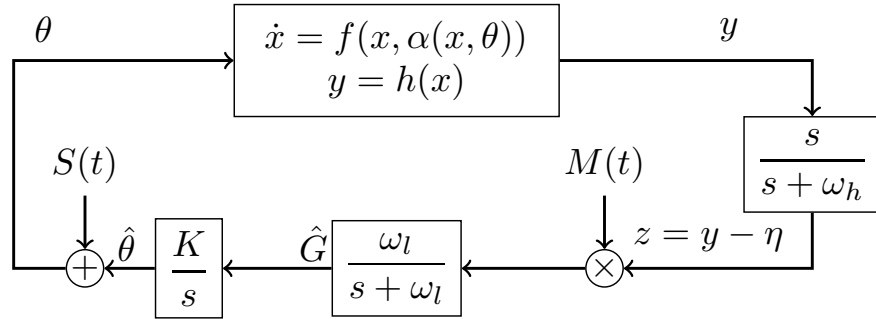 θ
ẋ = f(x, α(x, θ))
y = h(x)
y
s
s + ω_h
S(t)
M(t)
z = y − η
×
ω_l
s + ω_l
Ĝ
K
s
θ̂
+